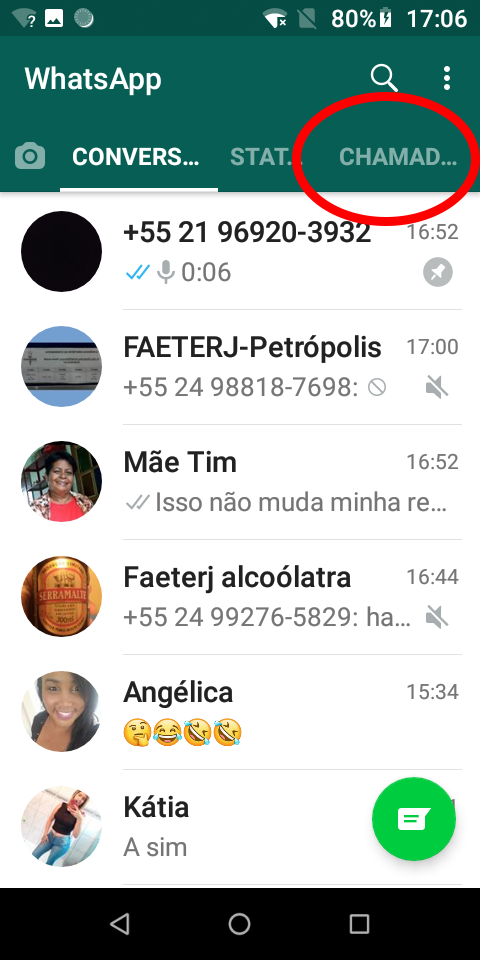 ? 80% 17:06
WhatsApp
CONVERS... STAT... CHAMAD...
+55 21 96920-3932 16:52
0:06
FAETERJ-Petrópolis 17:00
+55 24 98818-7698:
Mãe Tim 16:52
Isso não muda minha re...
SERRAMALTE
Faeterj alcoólatra 16:44
+55 24 99276-5829: ha...
Angélica 15:34
Kátia
A sim